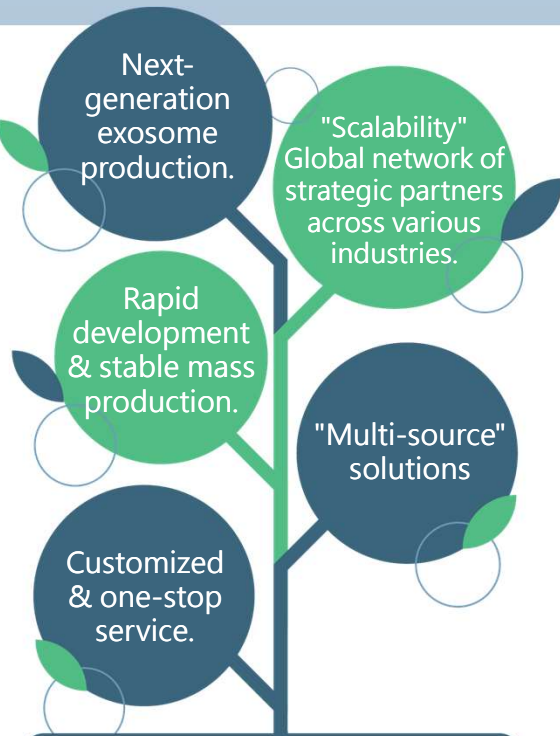 Next-
generation
exosome
production.
"Scalability"
Global network of
strategic partners
across various
industries.
Rapid
development
& stable mass
production.
"Multi-source"
solutions
Customized
& one-stop
service.